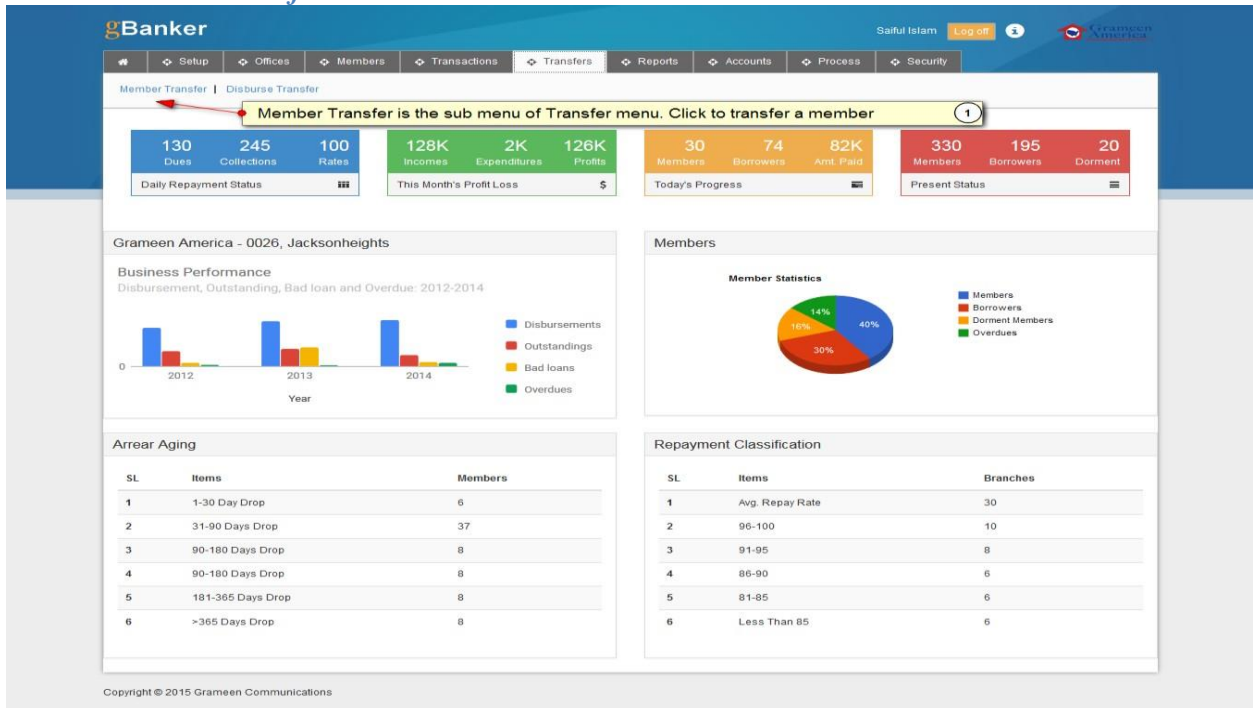 gBanker
Saiful Islam Log off i Grameen America
Setup Offices Members Transactions Transfers Reports Accounts Process Security
Member Transfer | Disburse Transfer
Member Transfer is the sub menu of Transfer menu. Click to transfer a member 1
130 245 100
Dues Collections Rates
Daily Repayment Status
128K 2K 126K
Incomes Expenditures Profits
This Month's Profit Loss $
30 74 82K
Members Borrowers Amt. Paid
Today's Progress
330 195 20
Members Borrowers Dorment
Present Status
Grameen America - 0026, Jacksonheights
Business Performance
Disbursement, Outstanding, Bad loan and Overdue: 2012-2014
Disbursements
Outstandings
Bad loans
Overdues
0
2012 2013 2014
Year
Members
Member Statistics
14%
40%
16%
30%
Members
Borrowers
Dorment Members
Overdues
Arrear Aging
SL Items Members
1 1-30 Day Drop 6
2 31-90 Days Drop 37
3 90-180 Days Drop 8
4 90-180 Days Drop 8
5 181-365 Days Drop 8
6 >365 Days Drop 8
Repayment Classification
SL Items Branches
1 Avg. Repay Rate 30
2 96-100 10
3 91-95 8
4 86-90 6
5 81-85 6
6 Less Than 85 6
Copyright © 2015 Grameen Communications